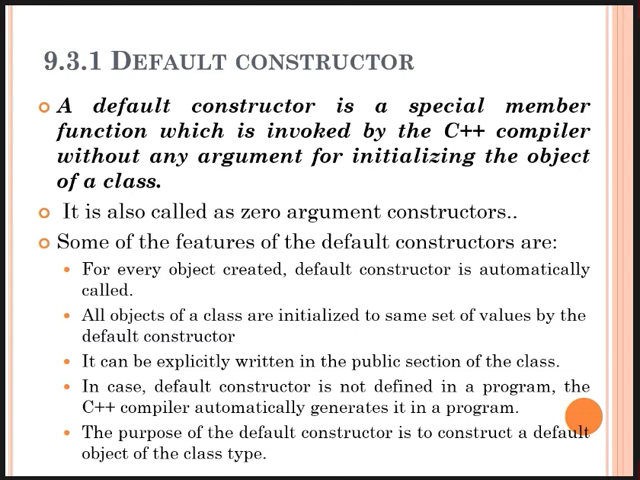 9.3.1 DEFAULT CONSTRUCTOR
A default constructor is a special member
function which is invoked by the C++ compiler
without any argument for initializing the object
of a class.
It is also called as zero argument constructors..
Some of the features of the default constructors are:
For every object created, default constructor is automatically
called.
All objects of a class are initialized to same set of values by the
default constructor
It can be explicitly written in the public section of the class.
In case, default constructor is not defined in a program, the
C++ compiler automatically generates it in a program.
The purpose of the default constructor is to construct a default
object of the class type.